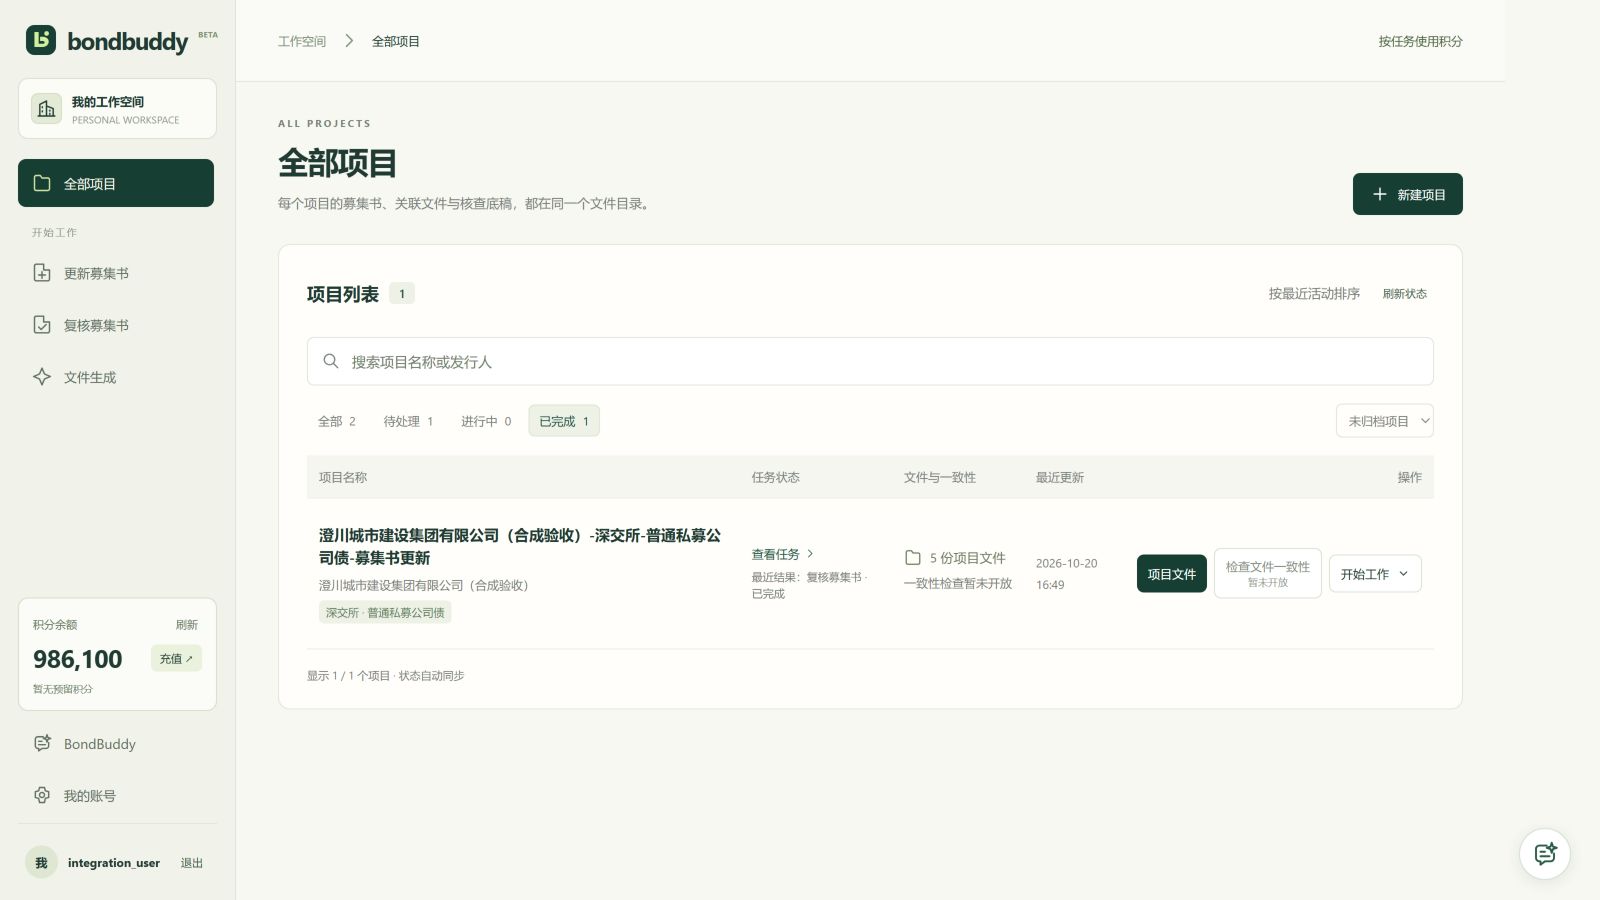 bondbuddy BETA
我的工作空间
PERSONAL WORKSPACE
全部项目
开始工作
更新募集书
复核募集书
文件生成
积分余额 刷新
986,100 充值 ↗
暂无预留积分
BondBuddy
我的账号
我 integration_user 退出
工作空间 > 全部项目 按任务使用积分
ALL PROJECTS
全部项目
每个项目的募集书、关联文件与核查底稿，都在同一个文件目录。
+ 新建项目
项目列表 1 按最近活动排序 刷新状态
搜索项目名称或发行人
全部 2 待处理 1 进行中 0 已完成 1 未归档项目
项目名称 任务状态 文件与一致性 最近更新 操作
澄川城市建设集团有限公司（合成验收）-深交所-普通私募公
司债-募集书更新
澄川城市建设集团有限公司（合成验收）
深交所 · 普通私募公司债
查看任务 >
最近结果：复核募集书 ·
已完成
5 份项目文件
一致性检查暂未开放
2026-10-20
16:49
项目文件
检查文件一致性
暂未开放
开始工作
显示 1 / 1 个项目 · 状态自动同步